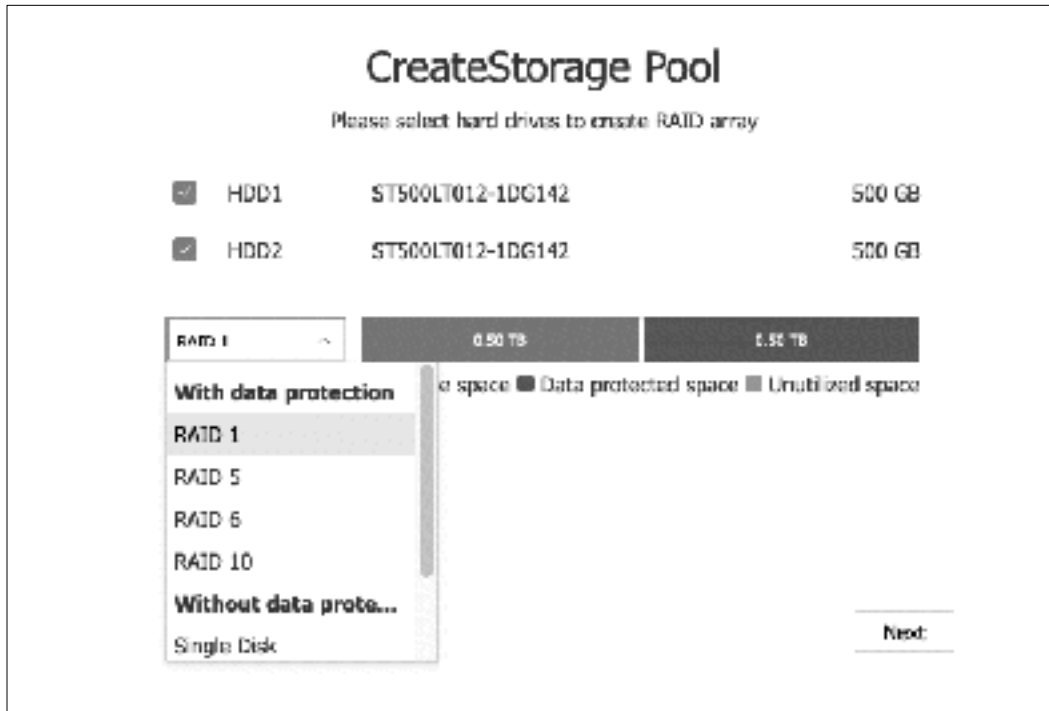 CreateStorage Pool
Please select hard drives to create RAID array
HDD1 ST500LT012-1DG142 500 GB
HDD2 ST500LT012-1DG142 500 GB
RAID 1 0.50 TB 0.50 TB
e space Data protected space Unutilized space
With data protection
RAID 1
RAID 5
RAID 6
RAID 10
Without data prote...
Single Disk
Next